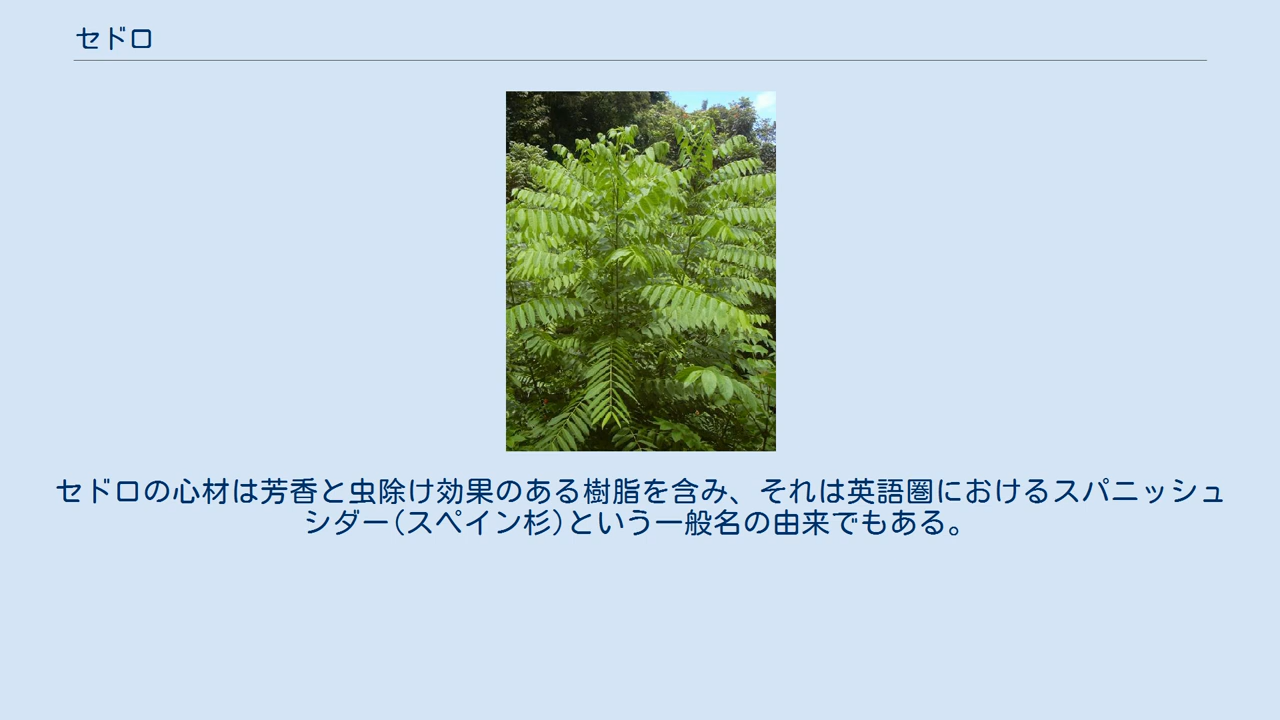 セドロ
セドロの心材は芳香と虫除け効果のある樹脂を含み、それは英語圏におけるスパニッシュ
シダー(スペイン杉)という一般名の由来でもある。